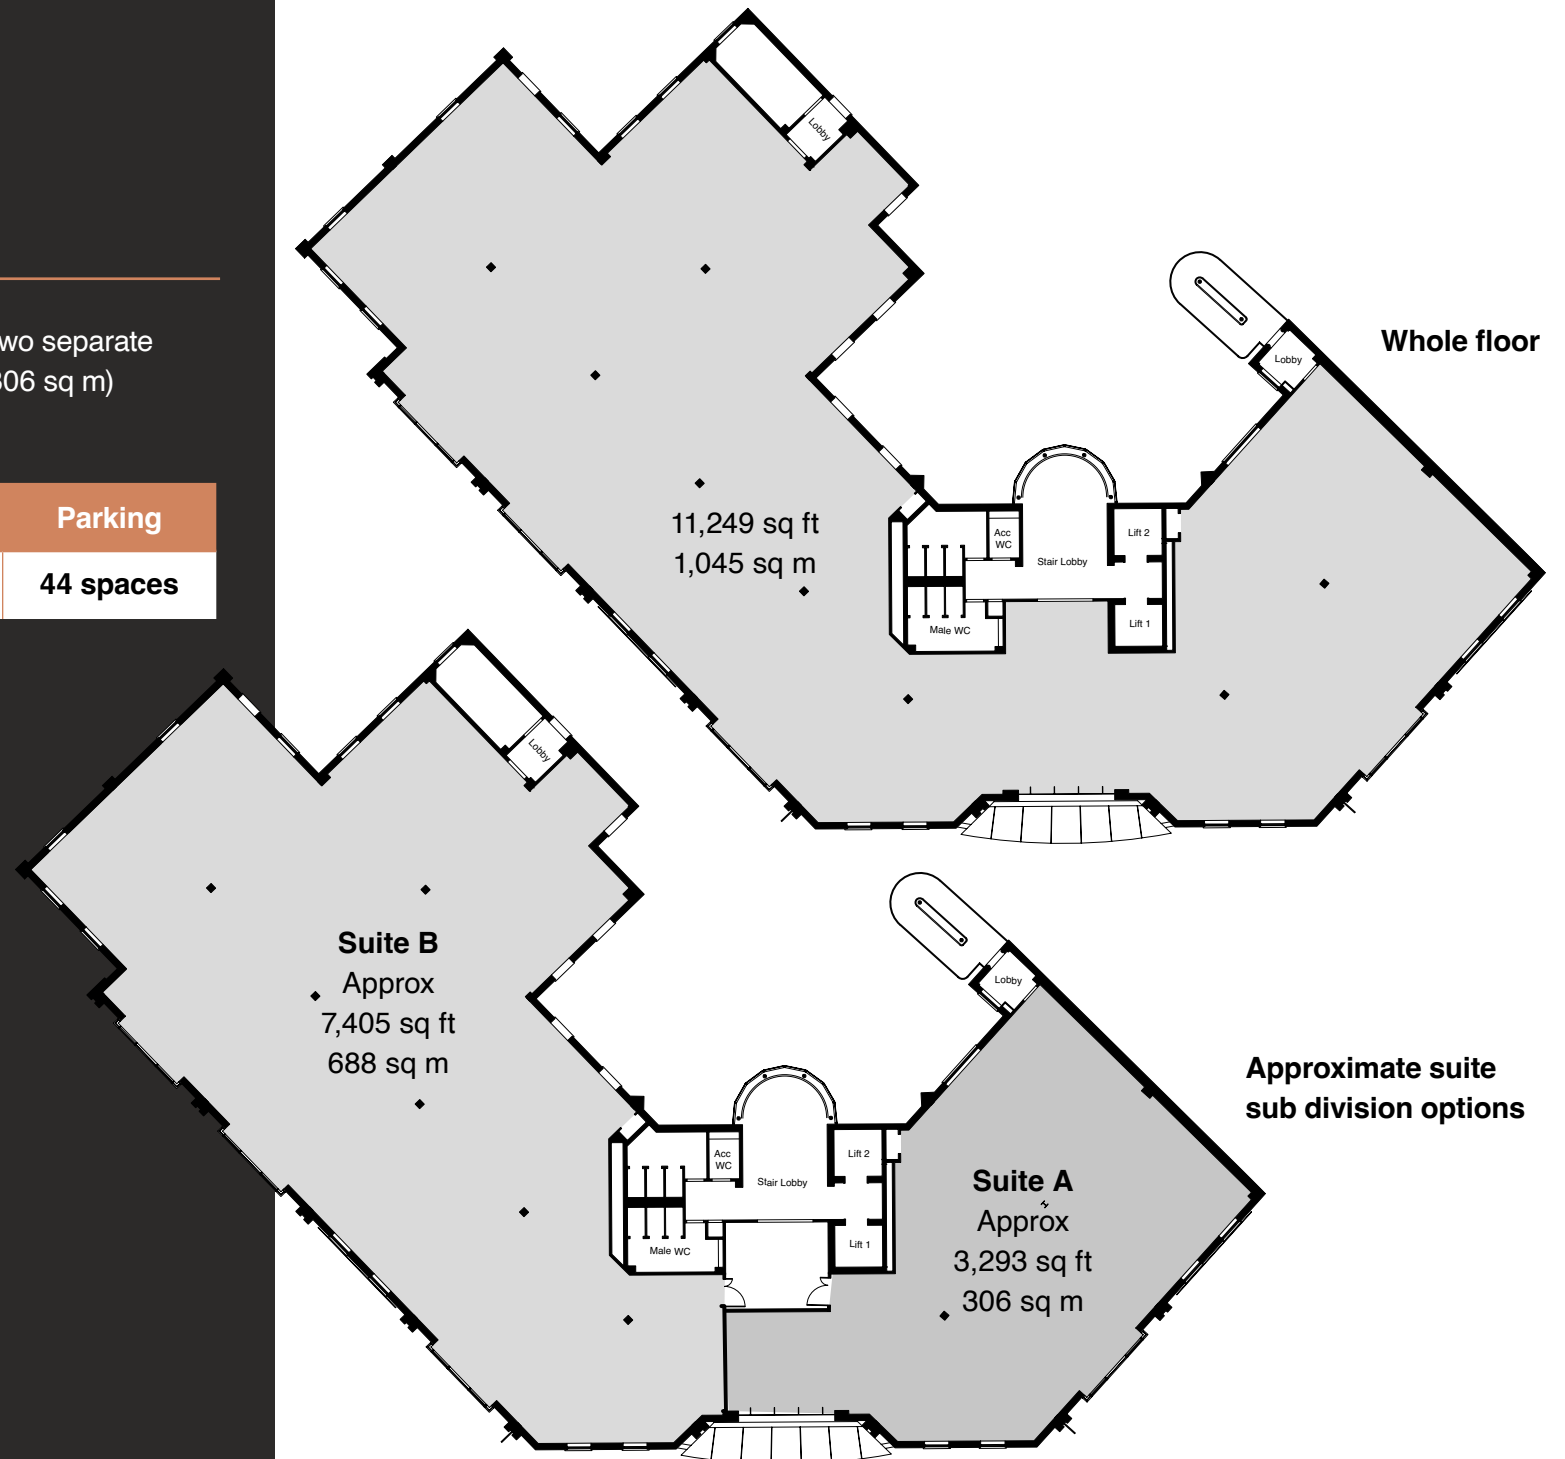 two separate
306 sq m)
Parking
44 spaces
Whole floor
Lobby
Lobby
11,249 sq ft
1,045 sq m
Acc
WC
Stair Lobby
Lift 2
Lift 1
Male WC
Approximate suite
sub division options
Lobby
Lobby
Suite B
Approx
7,405 sq ft
688 sq m
Acc
WC
Stair Lobby
Lift 2
Lift 1
Male WC
Suite A
Approx
3,293 sq ft
306 sq m